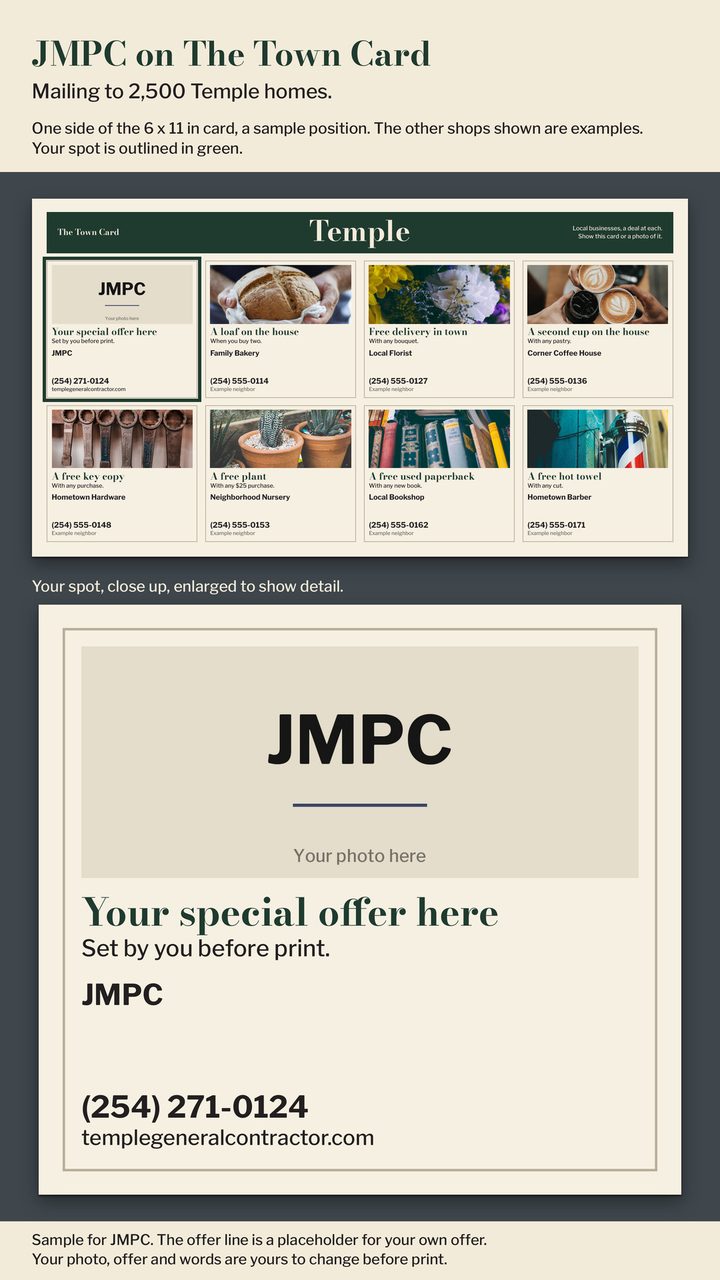 JMPC on The Town Card
Mailing to 2,500 Temple homes.
One side of the 6 x 11 in card, a sample position. The other shops shown are examples.
Your spot is outlined in green.
The Town Card
Temple
Local businesses, a deal at each.
Show this card or a photo of it.
JMPC
Your photo here
Your special offer here
Set by you before print.
JMPC
(254) 271-0124
templegeneralcontractor.com
A loaf on the house
When you buy two.
Family Bakery
(254) 555-0114
Example neighbor
Free delivery in town
With any bouquet.
Local Florist
(254) 555-0127
Example neighbor
A second cup on the house
With any pastry.
Corner Coffee House
(254) 555-0136
Example neighbor
A free key copy
With any purchase.
Hometown Hardware
(254) 555-0148
Example neighbor
A free plant
With any $25 purchase.
Neighborhood Nursery
(254) 555-0153
Example neighbor
A free used paperback
With any new book.
Local Bookshop
(254) 555-0162
Example neighbor
A free hot towel
With any cut.
Hometown Barber
(254) 555-0171
Example neighbor
Your spot, close up, enlarged to show detail.
JMPC
Your photo here
Your special offer here
Set by you before print.
JMPC
(254) 271-0124
templegeneralcontractor.com
Sample for JMPC. The offer line is a placeholder for your own offer.
Your photo, offer and words are yours to change before print.